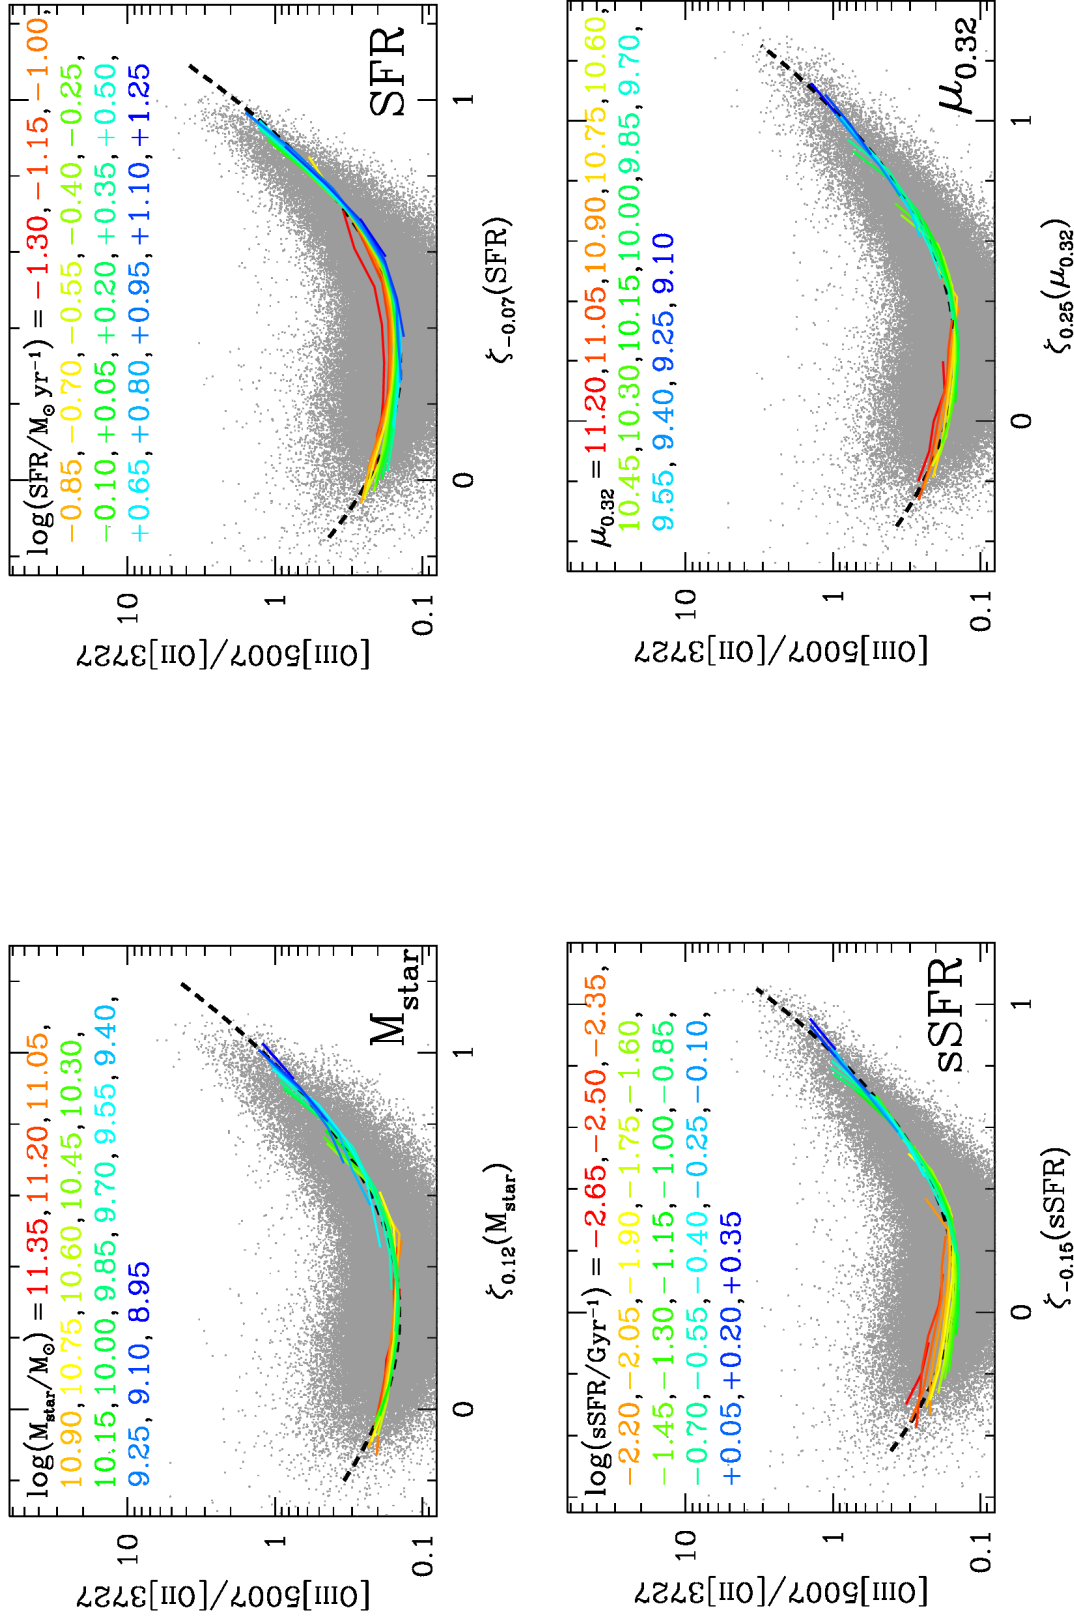 log(M_star/M_⊙) = 11.35, 11.20, 11.05,
10.90, 10.75, 10.60, 10.45, 10.30,
10.15, 10.00, 9.85, 9.70, 9.55, 9.40,
9.25, 9.10, 8.95
M_star
10
1
0.1
[OIII]5007/[OII]3727
0 1
ζ_0.12(M_star)
log(SFR/M_⊙ yr⁻¹) = −1.30, −1.15, −1.00,
−0.85, −0.70, −0.55, −0.40, −0.25,
−0.10, +0.05, +0.20, +0.35, +0.50,
+0.65, +0.80, +0.95, +1.10, +1.25
SFR
10
1
0.1
[OIII]5007/[OII]3727
0 1
ζ_−0.07(SFR)
log(sSFR/Gyr⁻¹) = −2.65, −2.50, −2.35,
−2.20, −2.05, −1.90, −1.75, −1.60,
−1.45, −1.30, −1.15, −1.00, −0.85,
−0.70, −0.55, −0.40, −0.25, −0.10,
+0.05, +0.20, +0.35
sSFR
10
1
0.1
[OIII]5007/[OII]3727
0 1
ζ_−0.15(sSFR)
μ_0.32 = 11.20, 11.05, 10.90, 10.75, 10.60,
10.45, 10.30, 10.15, 10.00, 9.85, 9.70,
9.55, 9.40, 9.25, 9.10
μ_0.32
10
1
0.1
[OIII]5007/[OII]3727
0 1
ζ_0.25(μ_0.32)